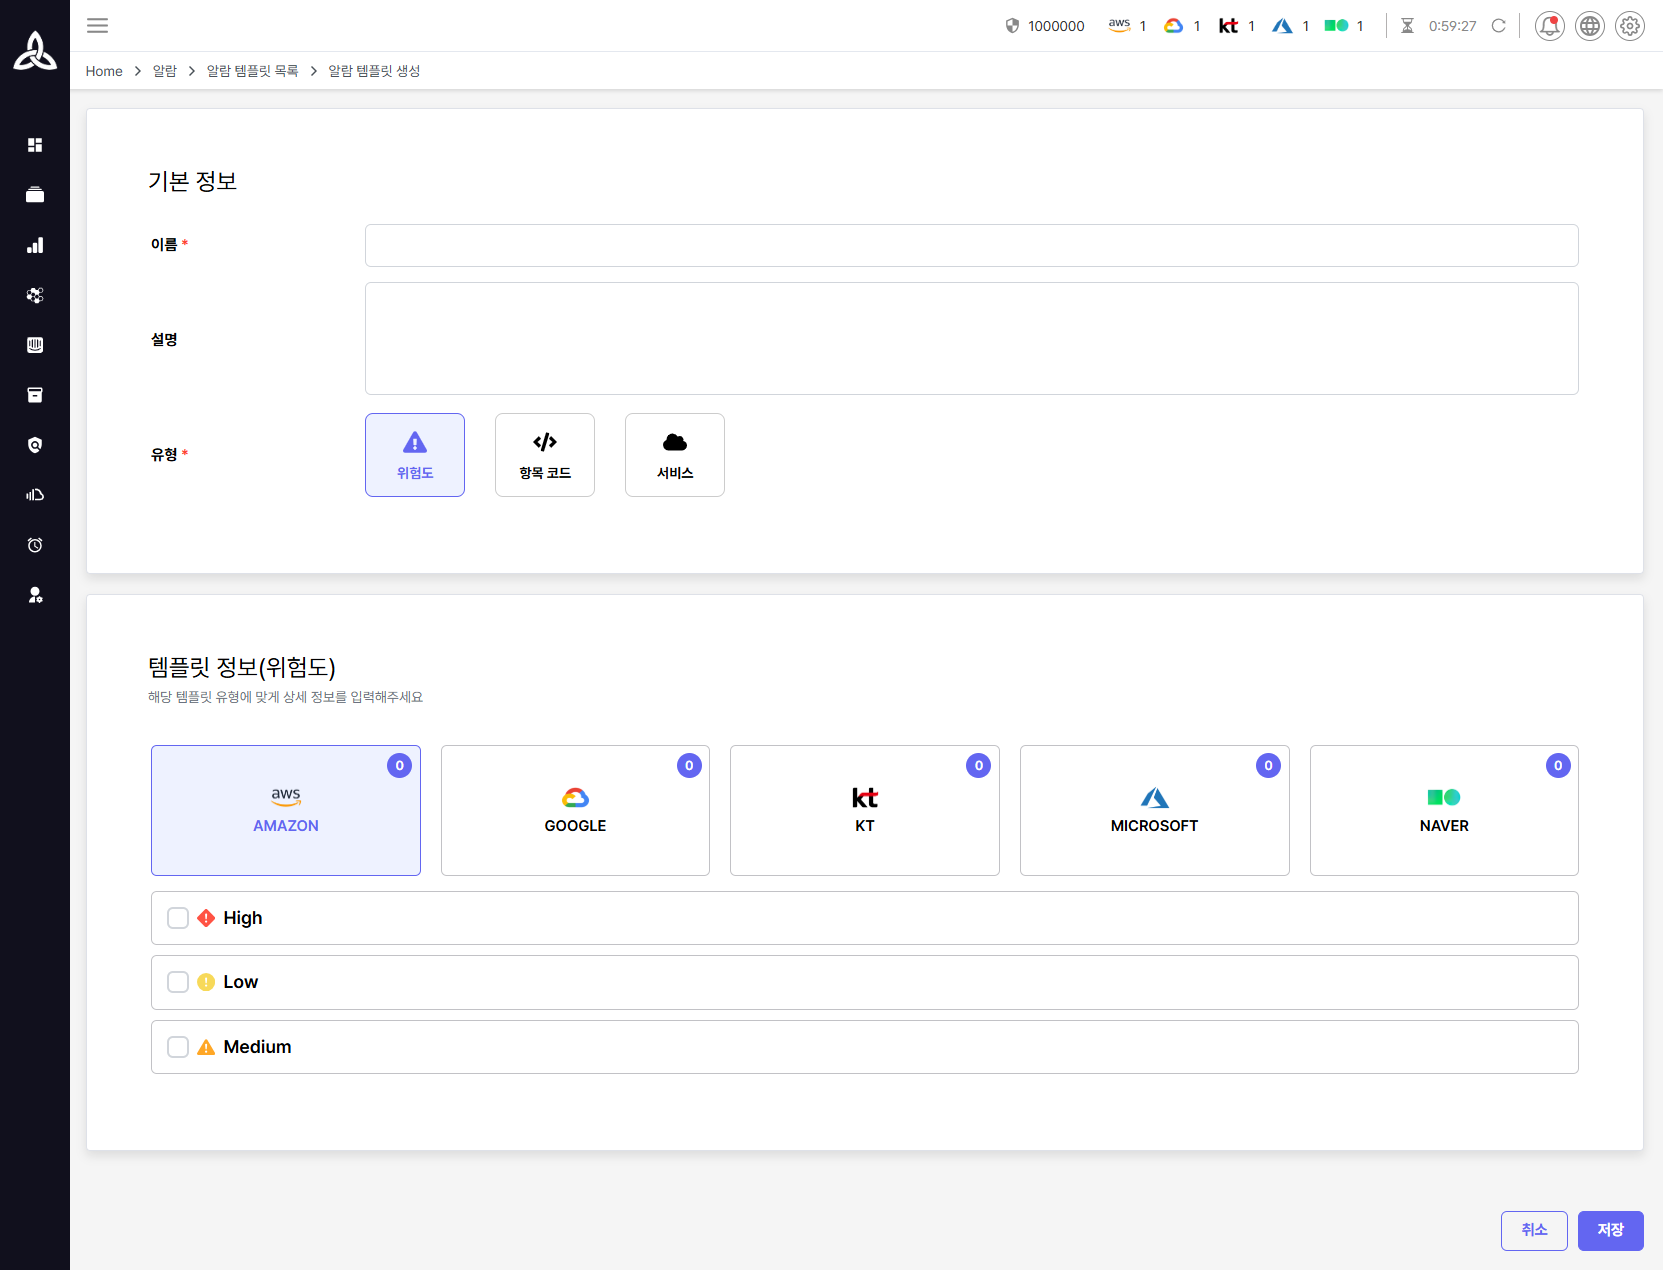 1000000 aws 1 1 kt 1 1 1 0:59:27
Home > 알람 > 알람 템플릿 목록 > 알람 템플릿 생성
기본 정보
이름 *
설명
유형 *
위험도
항목 코드
서비스
템플릿 정보(위험도)
해당 템플릿 유형에 맞게 상세 정보를 입력해주세요
0
aws
AMAZON
0
GOOGLE
0
kt
KT
0
MICROSOFT
0
NAVER
High
Low
Medium
취소
저장